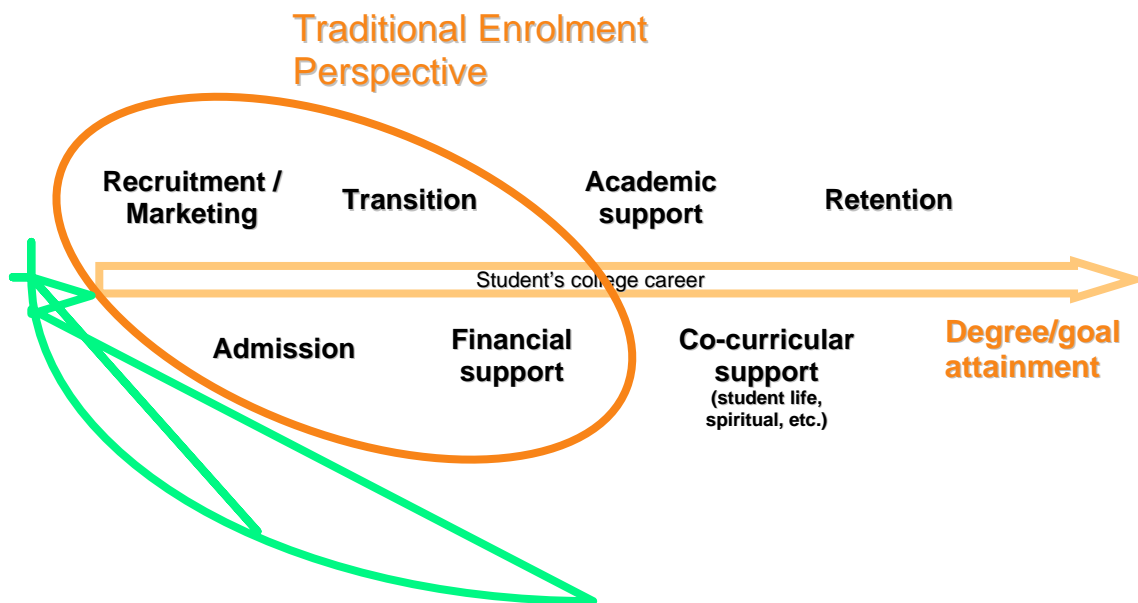 Traditional Enrolment
Perspective
Recruitment /
Marketing
Transition
Academic
support
Retention
Student's college career
Admission
Financial
support
Co-curricular
support
(student life,
spiritual, etc.)
Degree/goal
attainment